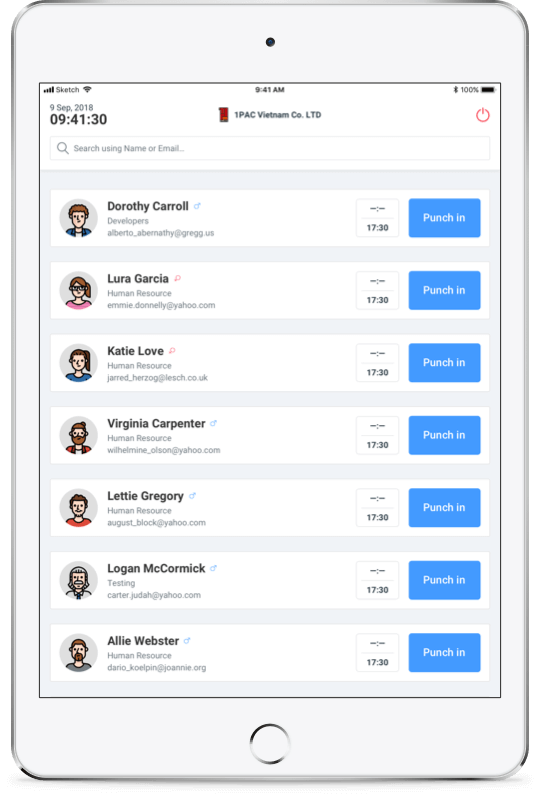 Sketch 9:41 AM 100%
9 Sep, 2018
09:41:30
1PAC Vietnam Co. LTD
Search using Name or Email..
Dorothy Carroll
Developers
alberto_abernathy@gregg.us
--:--
17:30
Punch in
Lura Garcia
Human Resource
emmie.donnelly@yahoo.com
--:--
17:30
Punch in
Katie Love
Human Resource
jarred_herzog@lesch.co.uk
--:--
17:30
Punch in
Virginia Carpenter
Human Resource
wilhelmine_olson@yahoo.com
--:--
17:30
Punch in
Lettie Gregory
Human Resource
august_block@yahoo.com
--:--
17:30
Punch in
Logan McCormick
Testing
carter.judah@yahoo.com
--:--
17:30
Punch in
Allie Webster
Human Resource
dario_koelpin@joannie.org
--:--
17:30
Punch in